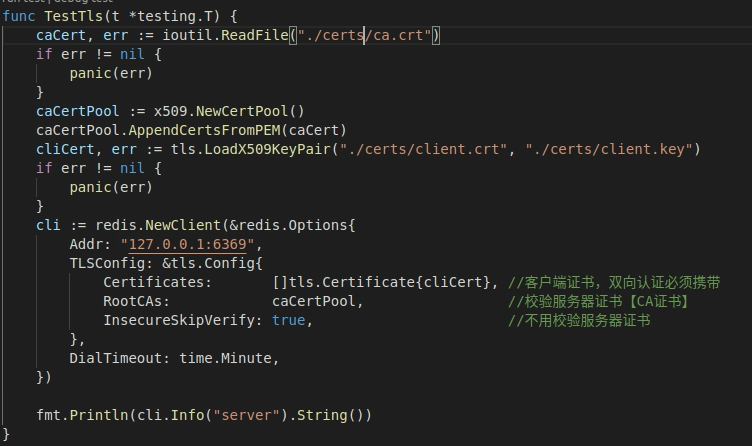 run test | debug test
func TestTls(t *testing.T) {
    caCert, err := ioutil.ReadFile("./certs/ca.crt")
    if err != nil {
        panic(err)
    }
    caCertPool := x509.NewCertPool()
    caCertPool.AppendCertsFromPEM(caCert)
    cliCert, err := tls.LoadX509KeyPair("./certs/client.crt", "./certs/client.key")
    if err != nil {
        panic(err)
    }
    cli := redis.NewClient(&redis.Options{
        Addr: "127.0.0.1:6369",
        TLSConfig: &tls.Config{
            Certificates:       []tls.Certificate{cliCert}, //客户端证书，双向认证必须携带
            RootCAs:            caCertPool,                 //校验服务器证书【CA证书】
            InsecureSkipVerify: true,                       //不用校验服务器证书
        },
        DialTimeout: time.Minute,
    })

    fmt.Println(cli.Info("server").String())
}